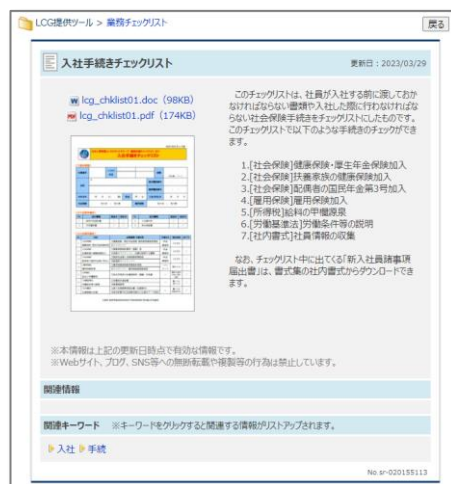 LCG提供ツール > 業務チェックリスト
戻る
入社手続きチェックリスト
更新日：2023/03/29
lcg_chklist01.doc（98KB）
lcg_chklist01.pdf（174KB）
このチェックリストは、社員が入社する前に渡しておか
なければならない書類や入社した際に行わなければな
らない社会保険手続きをチェックリストにしたものです。
このチェックリストで以下のような手続きのチェックができ
ます。
1.[社会保険]健康保険・厚生年金保険加入
2.[社会保険]扶養家族の健康保険加入
3.[社会保険]配偶者の国民年金第3号加入
4.[雇用保険]雇用保険加入
5.[所得税]給料の甲欄源泉
6.[労働基準法]労働条件等の説明
7.[社内書式]社員情報の収集
なお、チェックリスト中に出てくる「新入社員諸事項
届出書」は、書式集の社内書式からダウンロードでき
ます。
入社手続きチェックリスト
※本情報は上記の更新日時点で有効な情報です。
※Webサイト、ブログ、SNS等への無断転載や複製等の行為は禁止しています。
関連情報
関連キーワード ※キーワードをクリックすると関連する情報がリストアップされます。
入社 手続
No.sr-020155113